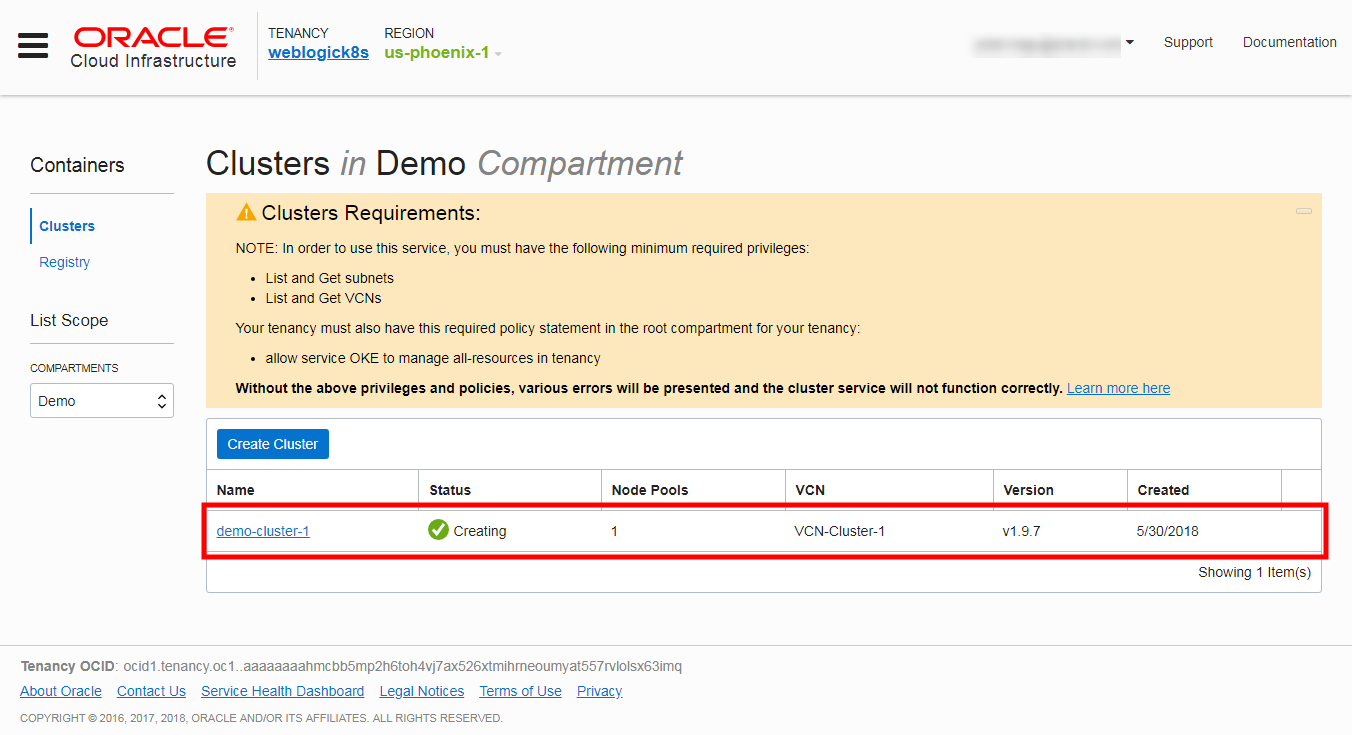 ORACLE®
Cloud Infrastructure
TENANCY
weblogick8s
REGION
us-phoenix-1
Support
Documentation
Containers
Clusters
Registry
List Scope
COMPARTMENTS
Demo
Clusters in Demo Compartment
Clusters Requirements:
NOTE: In order to use this service, you must have the following minimum required privileges:
• List and Get subnets
• List and Get VCNs
Your tenancy must also have this required policy statement in the root compartment for your tenancy:
• allow service OKE to manage all-resources in tenancy
Without the above privileges and policies, various errors will be presented and the cluster service will not function correctly. Learn more here
Create Cluster
Name Status Node Pools VCN Version Created
demo-cluster-1 Creating 1 VCN-Cluster-1 v1.9.7 5/30/2018
Showing 1 Item(s)
Tenancy OCID: ocid1.tenancy.oc1..aaaaaaaahmcbb5mp2h6toh4vj7ax526xtmihrneoumyat557rvlolsx63imq
About Oracle Contact Us Service Health Dashboard Legal Notices Terms of Use Privacy
COPYRIGHT © 2016, 2017, 2018, ORACLE AND/OR ITS AFFILIATES. ALL RIGHTS RESERVED.